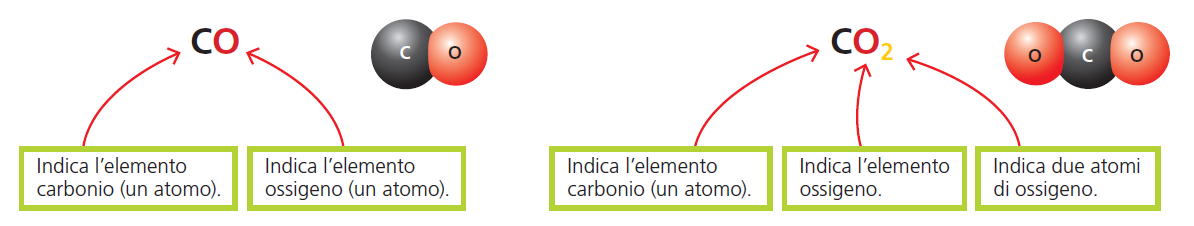 CO
C O
Indica l'elemento
carbonio (un atomo).
Indica l'elemento
ossigeno (un atomo).
CO2
O C O
Indica l'elemento
carbonio (un atomo).
Indica l'elemento
ossigeno.
Indica due atomi
di ossigeno.